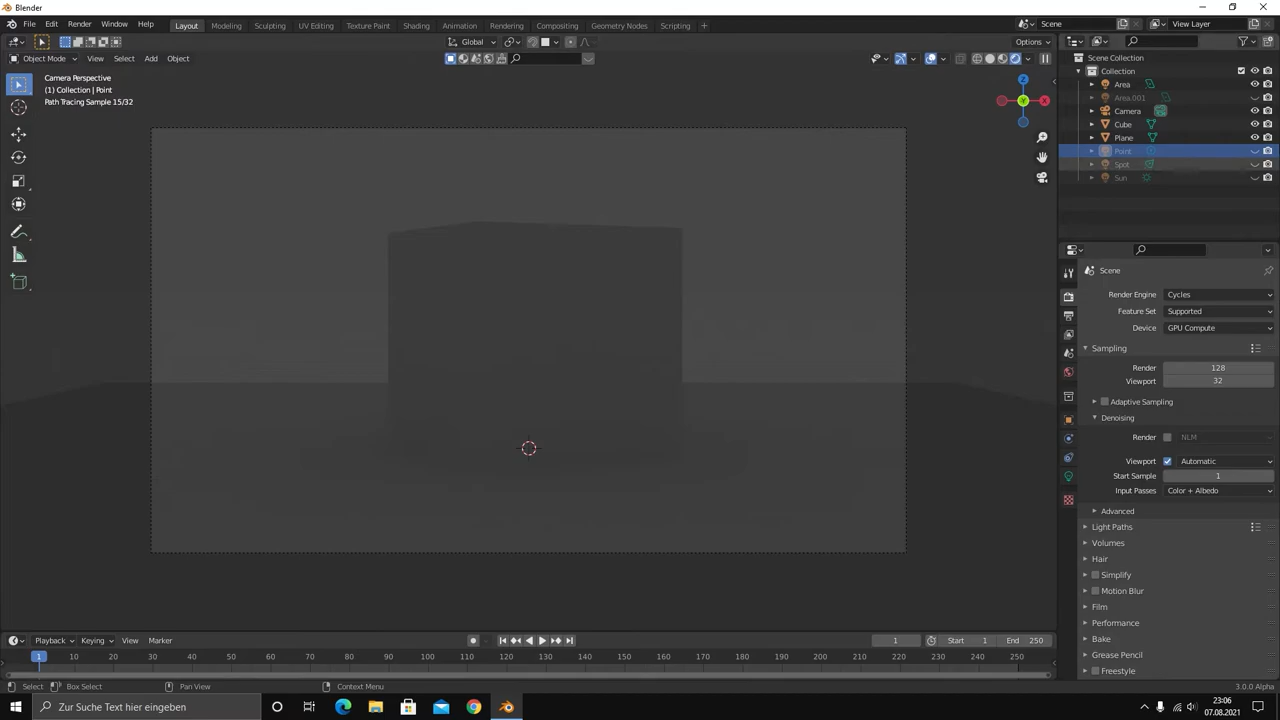 Blender
File Edit Render Window Help Layout Modeling Sculpting UV Editing Texture Paint Shading Animation Rendering Compositing Geometry Nodes Scripting + Scene View Layer
Global Options
Object Mode View Select Add Object
Camera Perspective
(1) Collection | Point
Path Tracing Sample 15/32
Z
Y
X
Scene Collection
Collection
Area
Area.001
Camera
Cube
Plane
Point
Spot
Sun
Scene
Render Engine Cycles
Feature Set Supported
Device GPU Compute
Sampling
Render 128
Viewport 32
Adaptive Sampling
Denoising
Render NLM
Viewport Automatic
Start Sample 1
Input Passes Color + Albedo
Advanced
Light Paths
Volumes
Hair
Simplify
Motion Blur
Film
Performance
Bake
Grease Pencil
Freestyle
Playback Keying View Marker 1 Start 1 End 250
1 10 20 30 40 50 60 70 80 90 100 110 120 130 140 150 160 170 180 190 200 210 220 230 240 250
Select Box Select Pan View Context Menu 3.0.0 Alpha
Zur Suche Text hier eingeben
23:06
07.08.2021